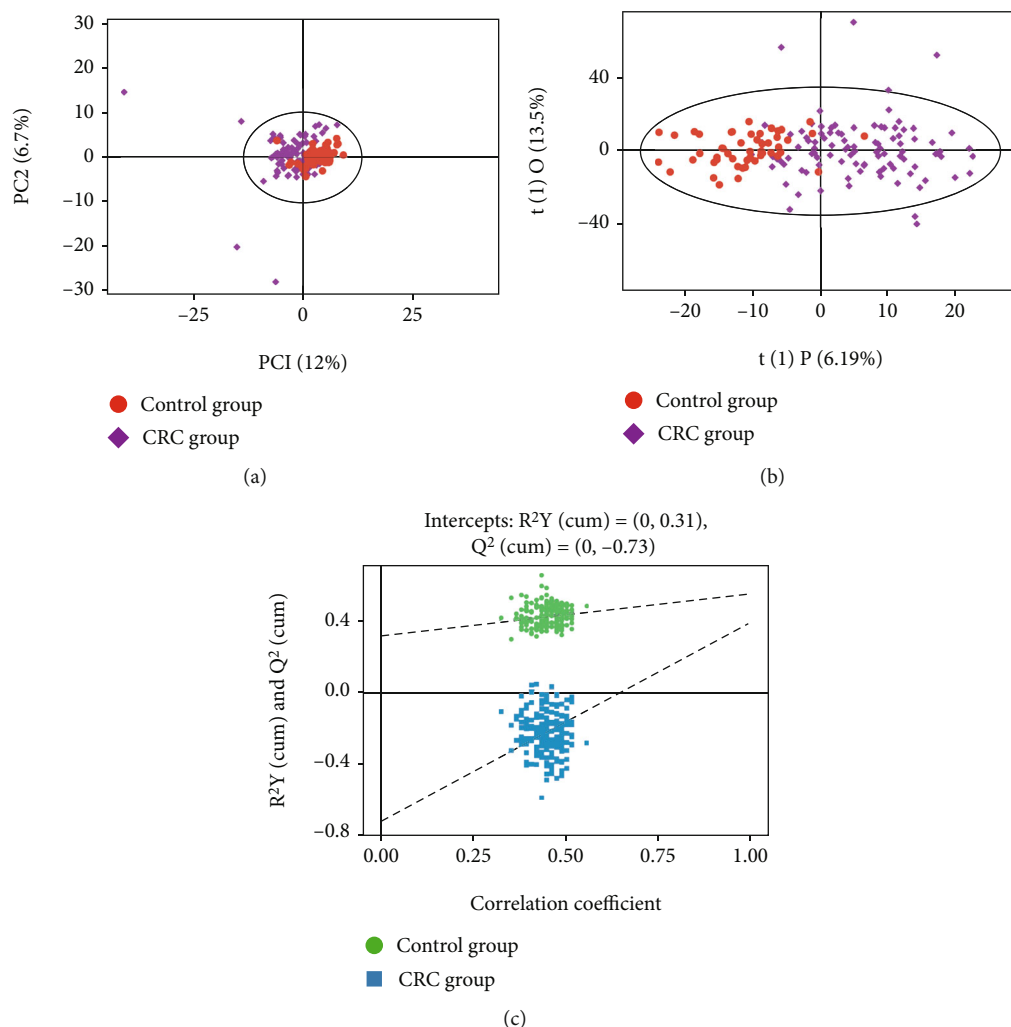 30
20
10
0
−10
−20
−30
PC2 (6.7%)
−25
0
25
PCI (12%)
Control group
CRC group
(a)
40
0
−40
t (1) O (13.5%)
−20
−10
0
10
20
t (1) P (6.19%)
Control group
CRC group
(b)
Intercepts: R²Y (cum) = (0, 0.31),
Q² (cum) = (0, −0.73)
0.4
0.0
−0.4
−0.8
R²Y (cum) and Q² (cum)
0.00
0.25
0.50
0.75
1.00
Correlation coefficient
Control group
CRC group
(c)